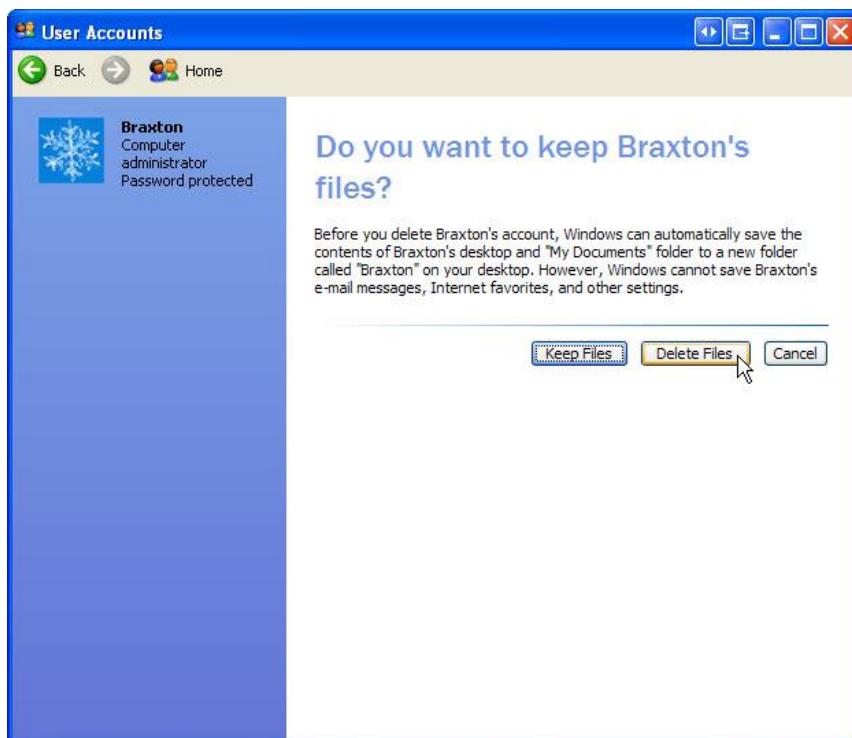 User Accounts
Back Home
Braxton
Computer
administrator
Password protected
Do you want to keep Braxton's
files?
Before you delete Braxton's account, Windows can automatically save the
contents of Braxton's desktop and "My Documents" folder to a new folder
called "Braxton" on your desktop. However, Windows cannot save Braxton's
e-mail messages, Internet favorites, and other settings.
Keep Files Delete Files Cancel